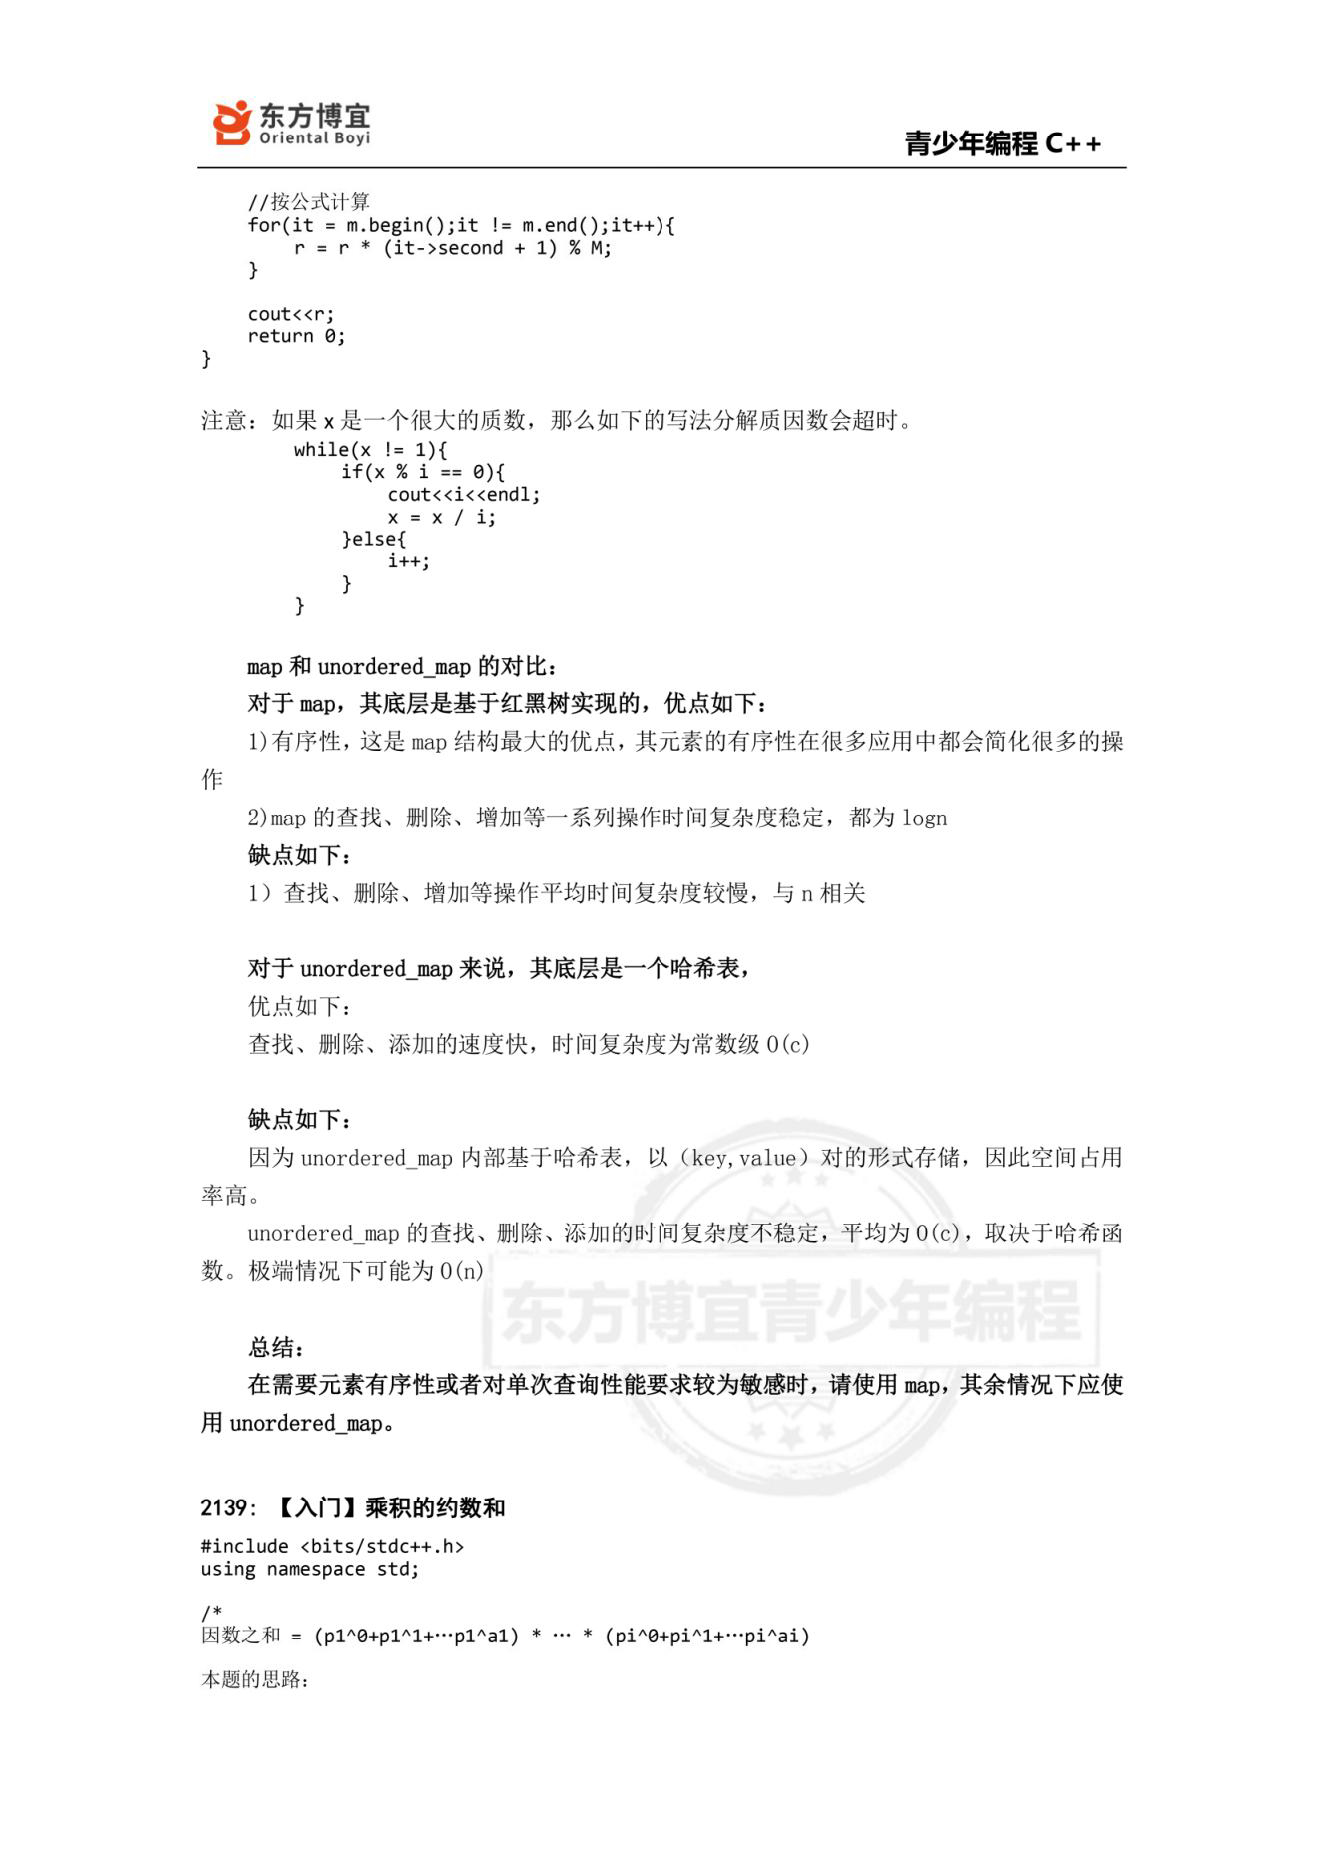 东方博宜
Oriental Boyi
青少年编程 C++
//按公式计算
for(it = m.begin();it != m.end();it++){
r = r * (it->second + 1) % M;
}
cout<<r;
return 0;
}
注意：如果 x 是一个很大的质数，那么如下的写法分解质因数会超时。
while(x != 1){
if(x % i == 0){
cout<<i<<endl;
x = x / i;
}else{
i++;
}
}
map 和 unordered_map 的对比：
对于 map，其底层是基于红黑树实现的，优点如下：
1)有序性，这是 map 结构最大的优点，其元素的有序性在很多应用中都会简化很多的操
作
2)map 的查找、删除、增加等一系列操作时间复杂度稳定，都为 logn
缺点如下：
1）查找、删除、增加等操作平均时间复杂度较慢，与 n 相关
对于 unordered_map 来说，其底层是一个哈希表，
优点如下：
查找、删除、添加的速度快，时间复杂度为常数级 O(c)
缺点如下：
因为 unordered_map 内部基于哈希表，以（key,value）对的形式存储，因此空间占用
率高。
unordered_map 的查找、删除、添加的时间复杂度不稳定，平均为 O(c)，取决于哈希函
数。极端情况下可能为 O(n)
东方博宜青少年编程
总结：
在需要元素有序性或者对单次查询性能要求较为敏感时，请使用 map，其余情况下应使
用 unordered_map。
2139: 【入门】乘积的约数和
#include <bits/stdc++.h>
using namespace std;
/*
因数之和 = (p1^0+p1^1+…p1^a1) * … * (pi^0+pi^1+…pi^ai)
本题的思路：